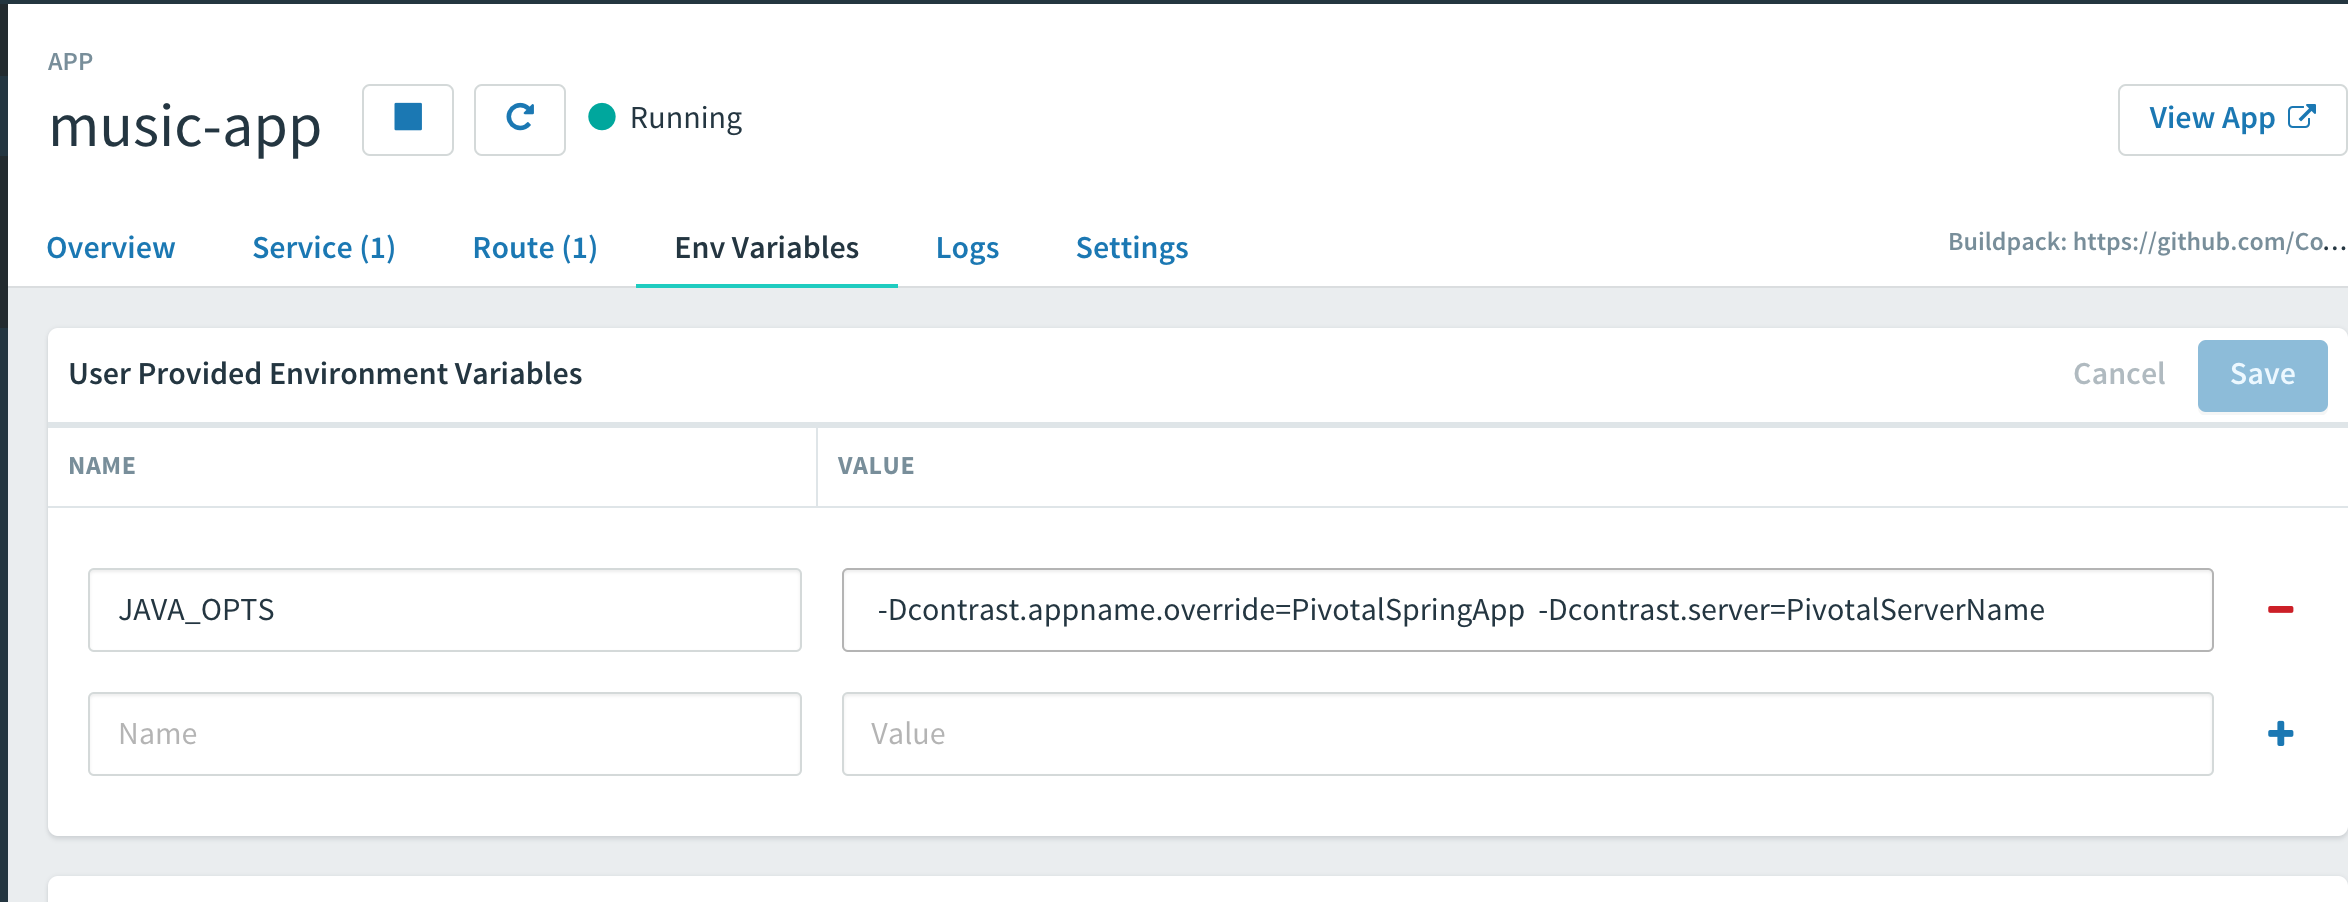 APP
music-app Running View App
Overview Service (1) Route (1) Env Variables Logs Settings Buildpack: https://github.com/Co...
User Provided Environment Variables Cancel Save
NAME VALUE
JAVA_OPTS -Dcontrast.appname.override=PivotalSpringApp -Dcontrast.server=PivotalServerName
Name Value